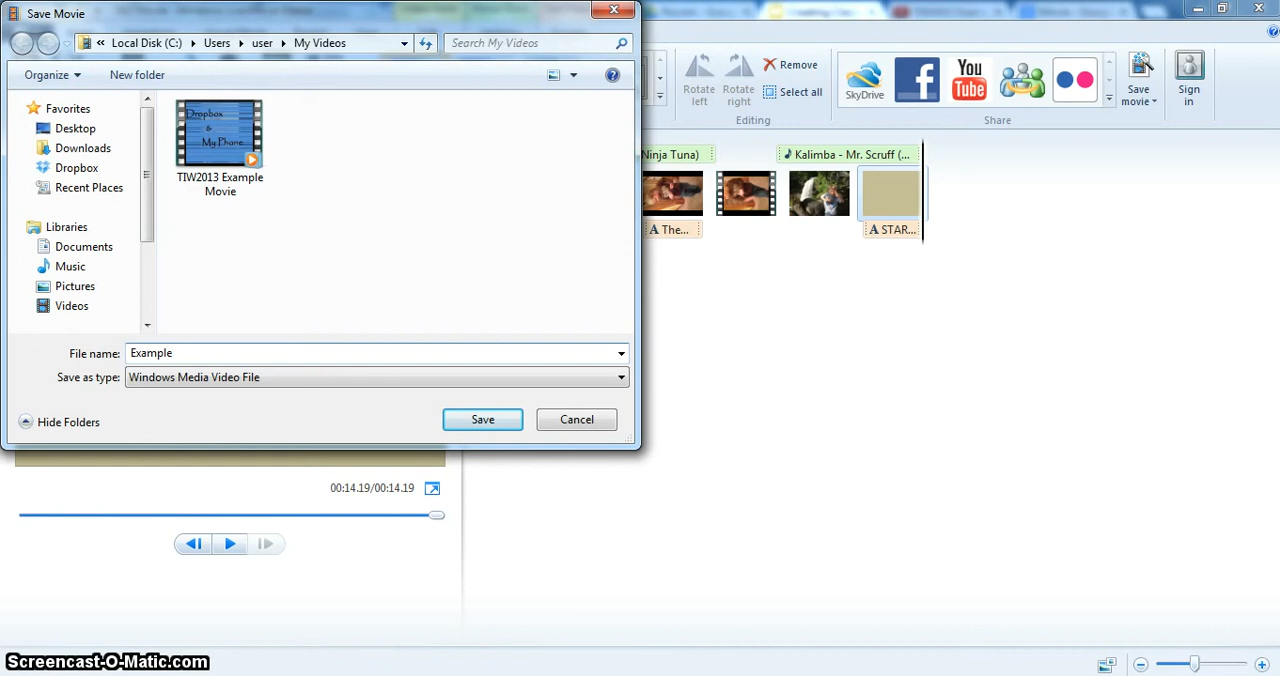 Save Movie
« Local Disk (C:) Users user My Videos
Search My Videos
Organize
New folder
Favorites
Desktop
Downloads
Dropbox
Recent Places
Libraries
Documents
Music
Pictures
Videos
Dropbox
&
My Phone
TIW2013 Example
Movie
File name: Example
Save as type: Windows Media Video File
Hide Folders
Save
Cancel
Rotate
left
Rotate
right
Remove
Select all
Editing
SkyDrive
You
Tube
Save
movie
Sign
in
Share
Ninja Tuna)
Kalimba - Mr. Scruff (...
A The...
A STAR...
00:14.19/00:14.19
Screencast-O-Matic.com